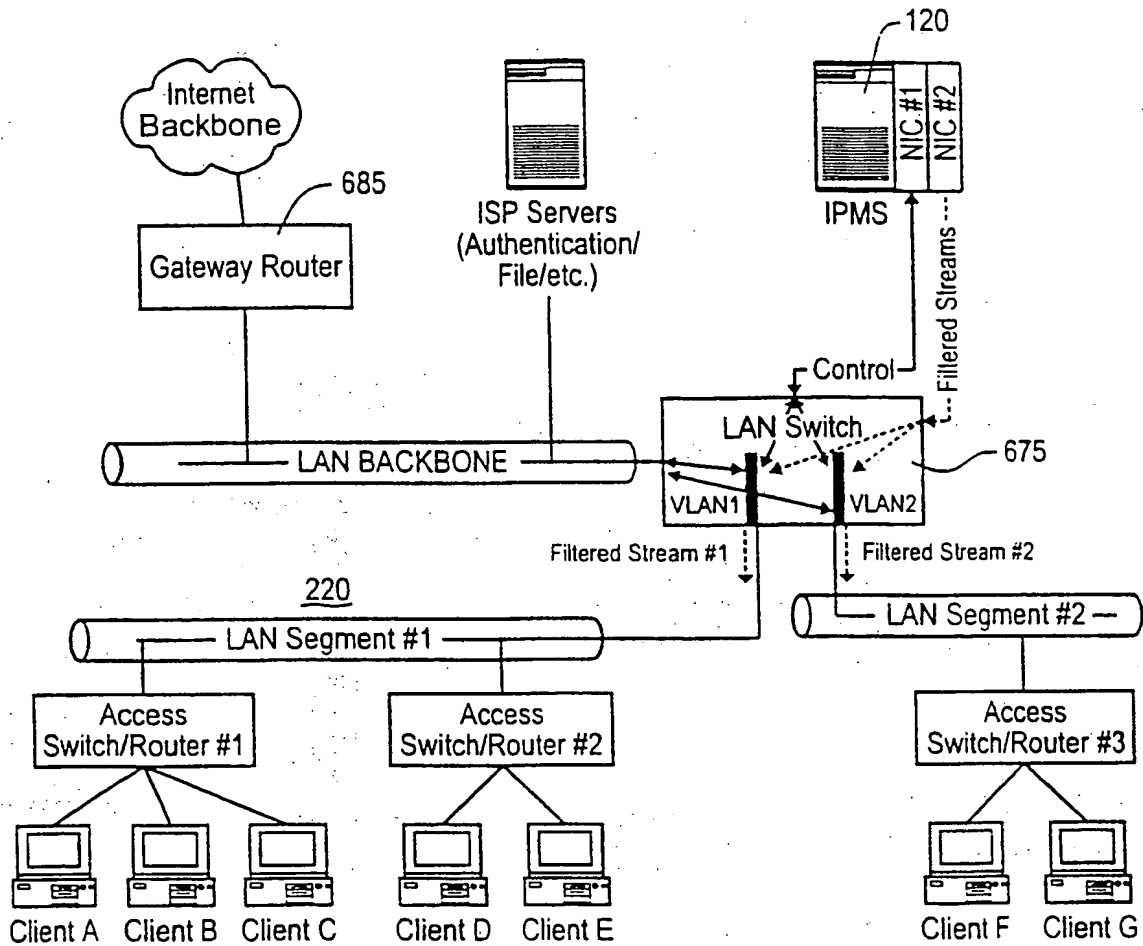 120
Internet
Backbone
NIC #1
NIC #2
685
ISP Servers
(Authentication/
File/etc.)
IPMS
Gateway Router
Filtered Streams
Control
LAN Switch
LAN BACKBONE
675
VLAN1
VLAN2
Filtered Stream #1
Filtered Stream #2
220
LAN Segment #1
LAN Segment #2
Access
Switch/Router #1
Access
Switch/Router #2
Access
Switch/Router #3
Client A
Client B
Client C
Client D
Client E
Client F
Client G